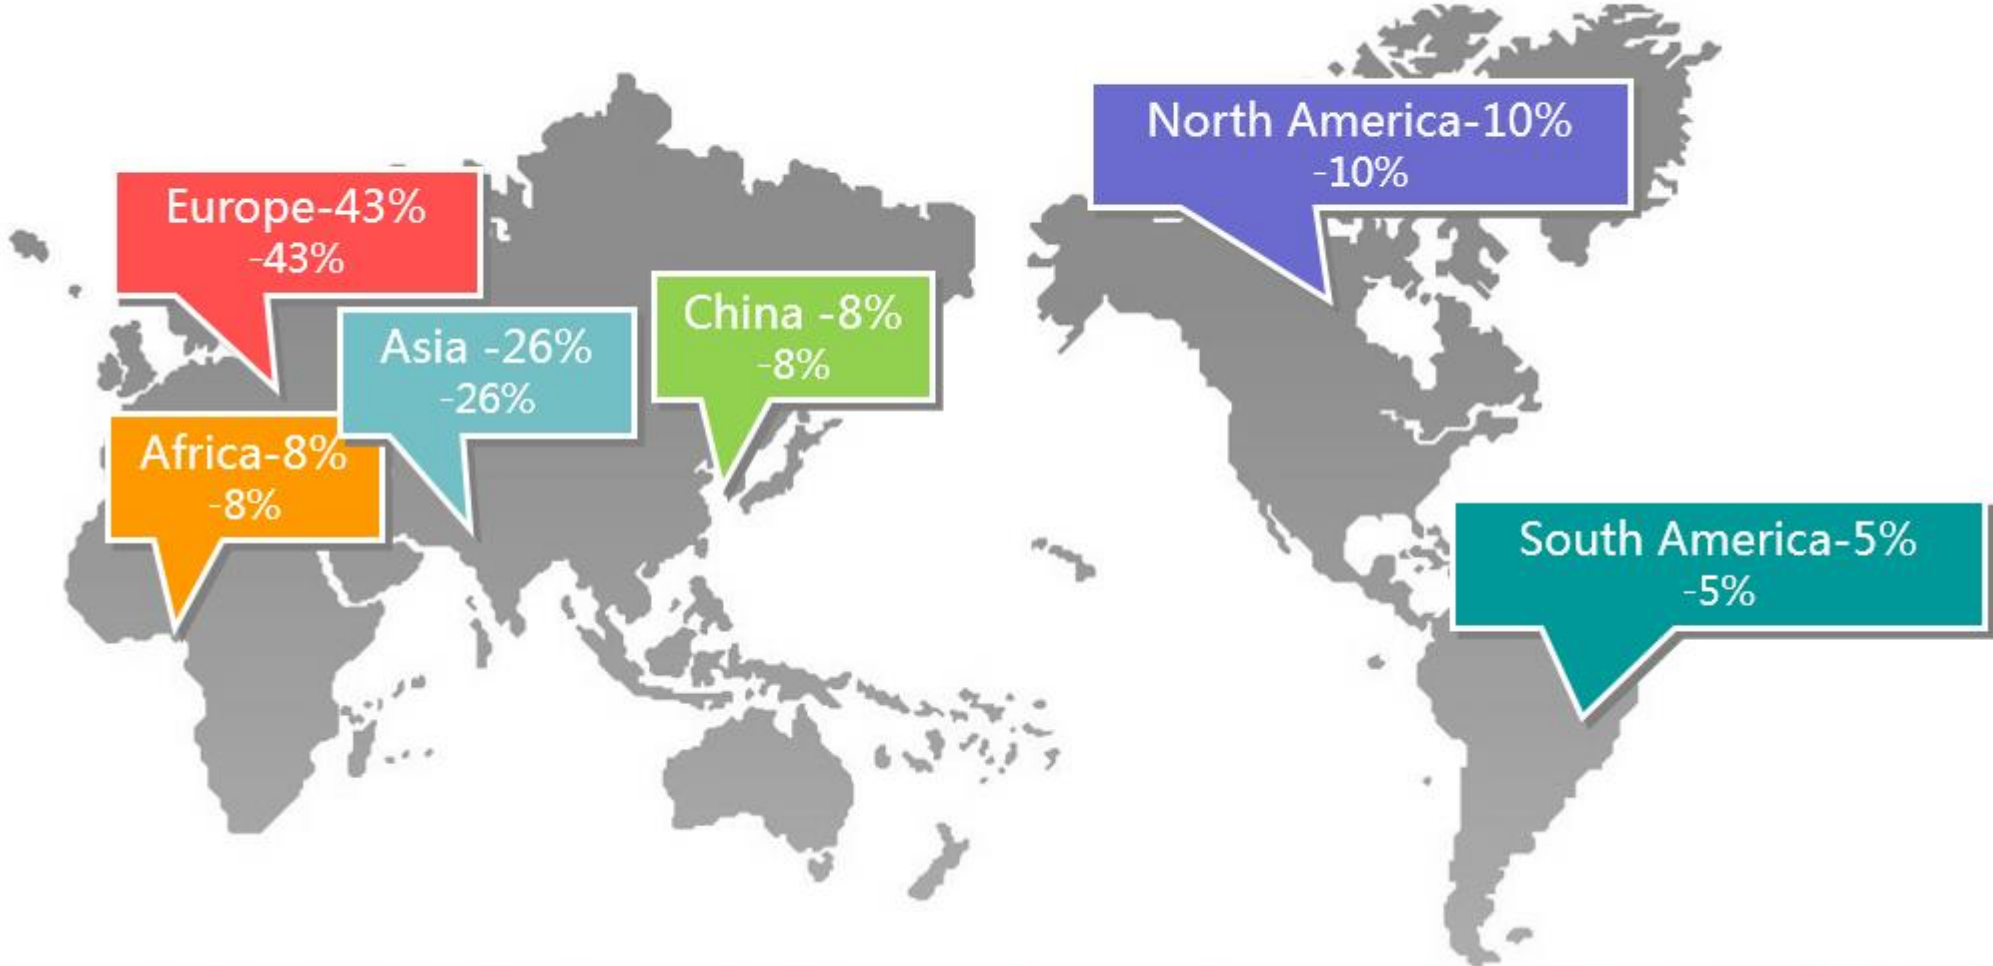 North America-10%
-10%
Europe-43%
-43%
China -8%
-8%
Asia -26%
-26%
Africa-8%
-8%
South America-5%
-5%